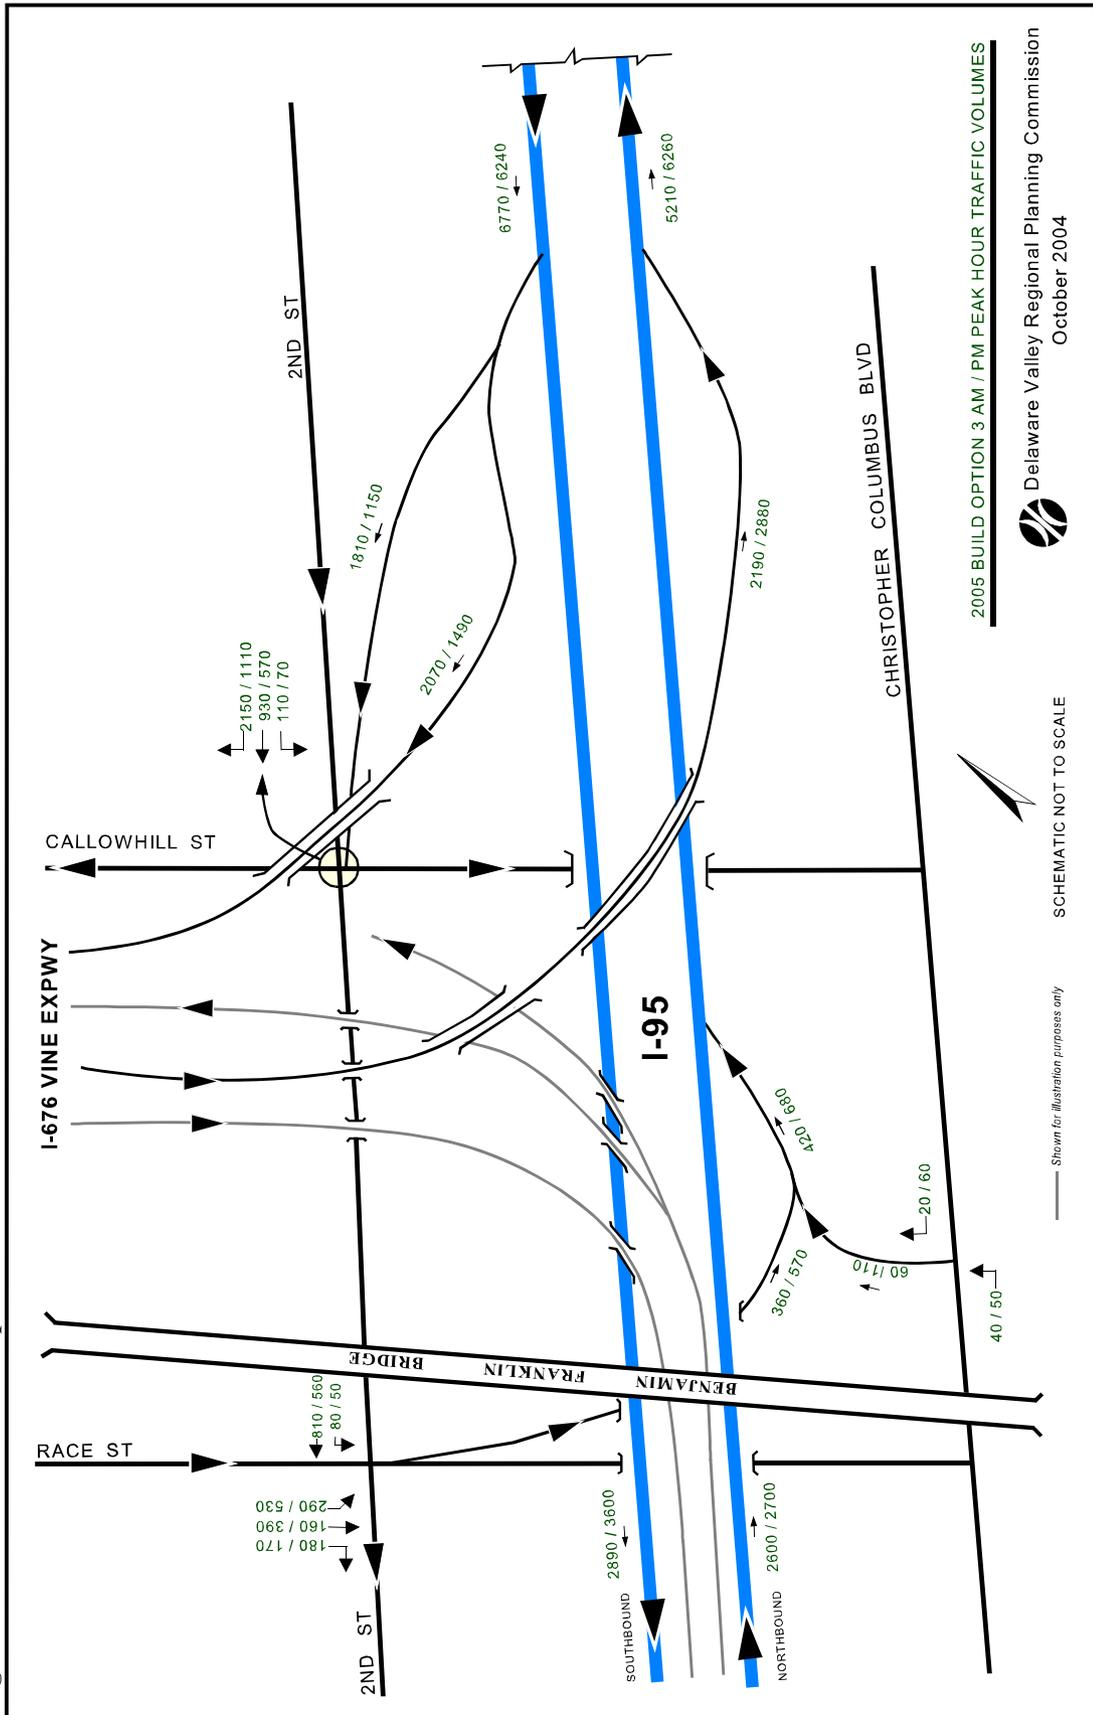 2ND ST
6770 / 6240
5210 / 6260
1810 / 1150
2070 / 1490
2190 / 2880
CHRISTOPHER COLUMBUS BLVD
2150 / 1110
930 / 570
110 / 70
CALLOWHILL ST
I-676 VINE EXPWY
I-95
420 / 680
360 / 570
60 / 110
20 / 60
40 / 50
BENJAMIN FRANKLIN BRIDGE
810 / 560
80 / 50
RACE ST
290 / 530
160 / 390
180 / 170
2ND ST
2890 / 3600
SOUTHBOUND
2600 / 2700
NORTHBOUND
Shown for illustration purposes only
SCHEMATIC NOT TO SCALE
2005 BUILD OPTION 3 AM / PM PEAK HOUR TRAFFIC VOLUMES
Delaware Valley Regional Planning Commission
October 2004